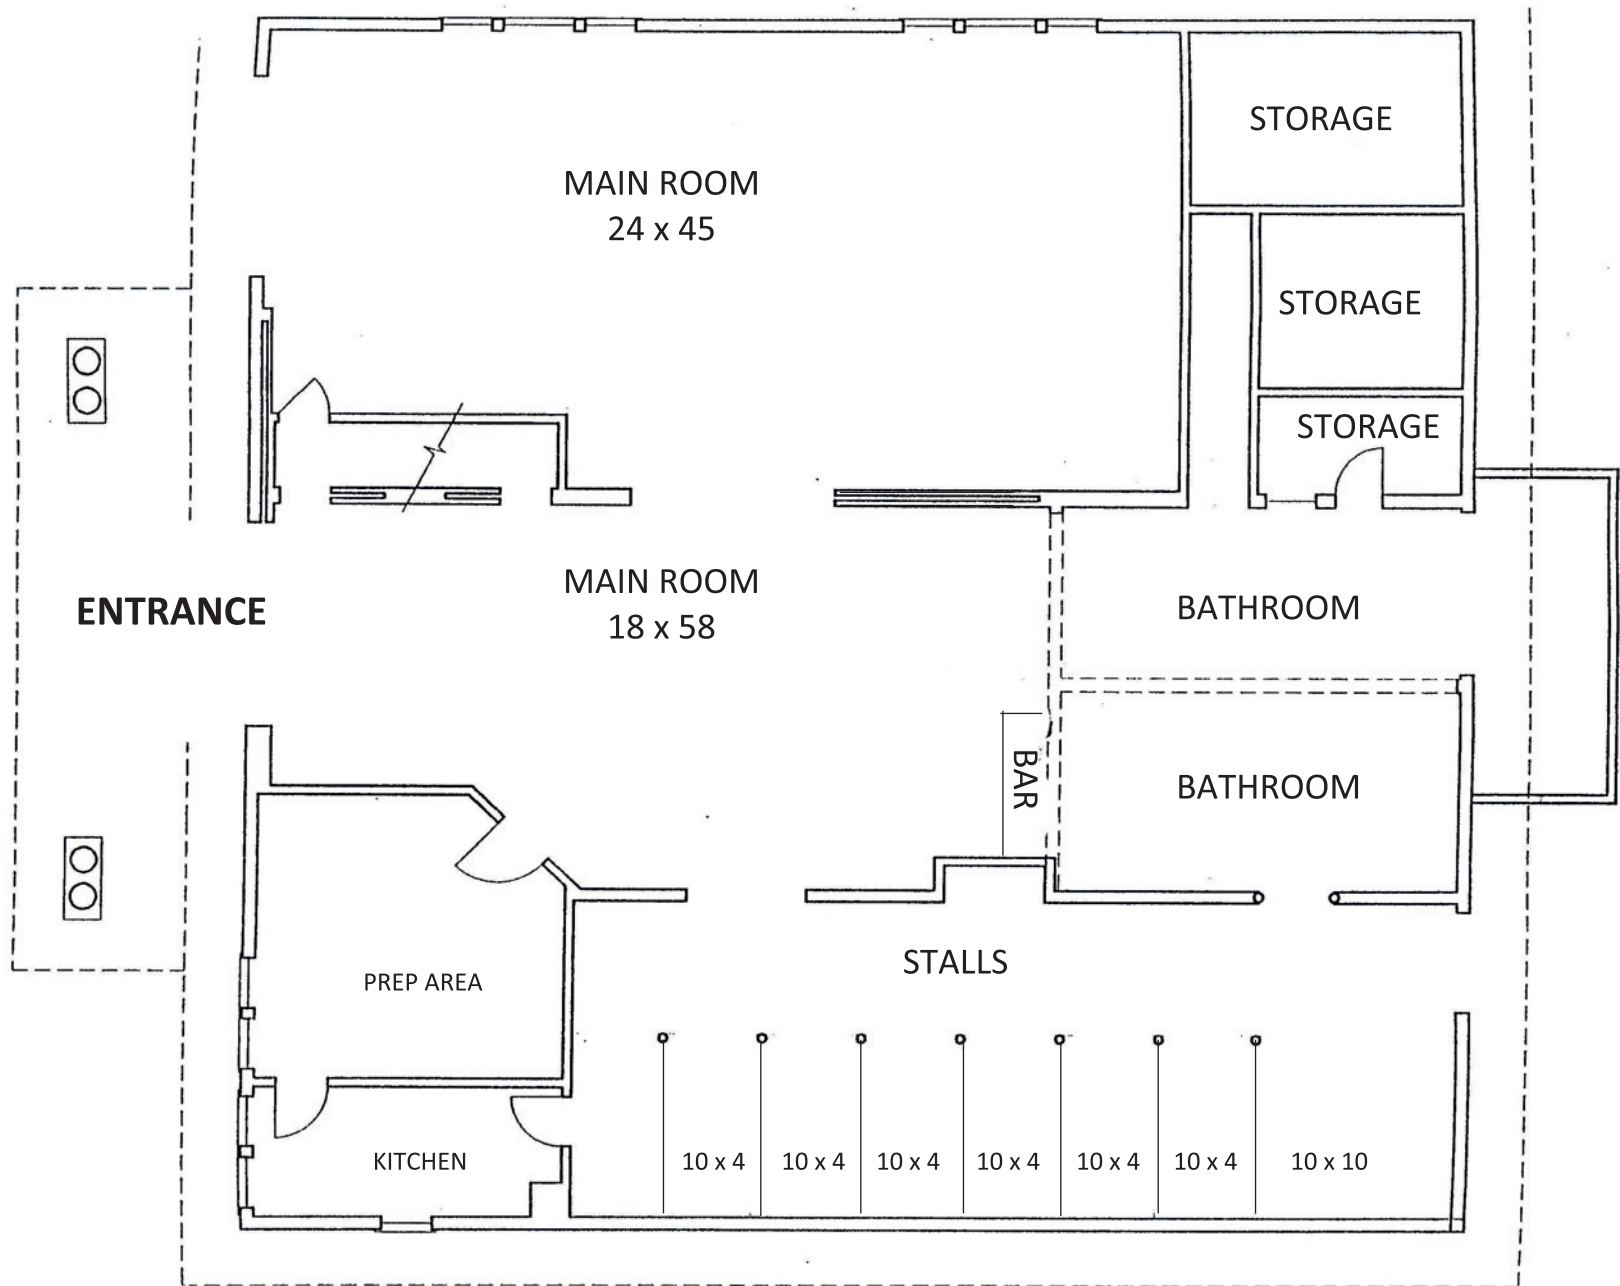 STORAGE
MAIN ROOM
24 x 45
STORAGE
STORAGE
MAIN ROOM
18 x 58
ENTRANCE
BATHROOM
BAR
BATHROOM
STALLS
PREP AREA
KITCHEN
10 x 4
10 x 4
10 x 4
10 x 4
10 x 4
10 x 4
10 x 10